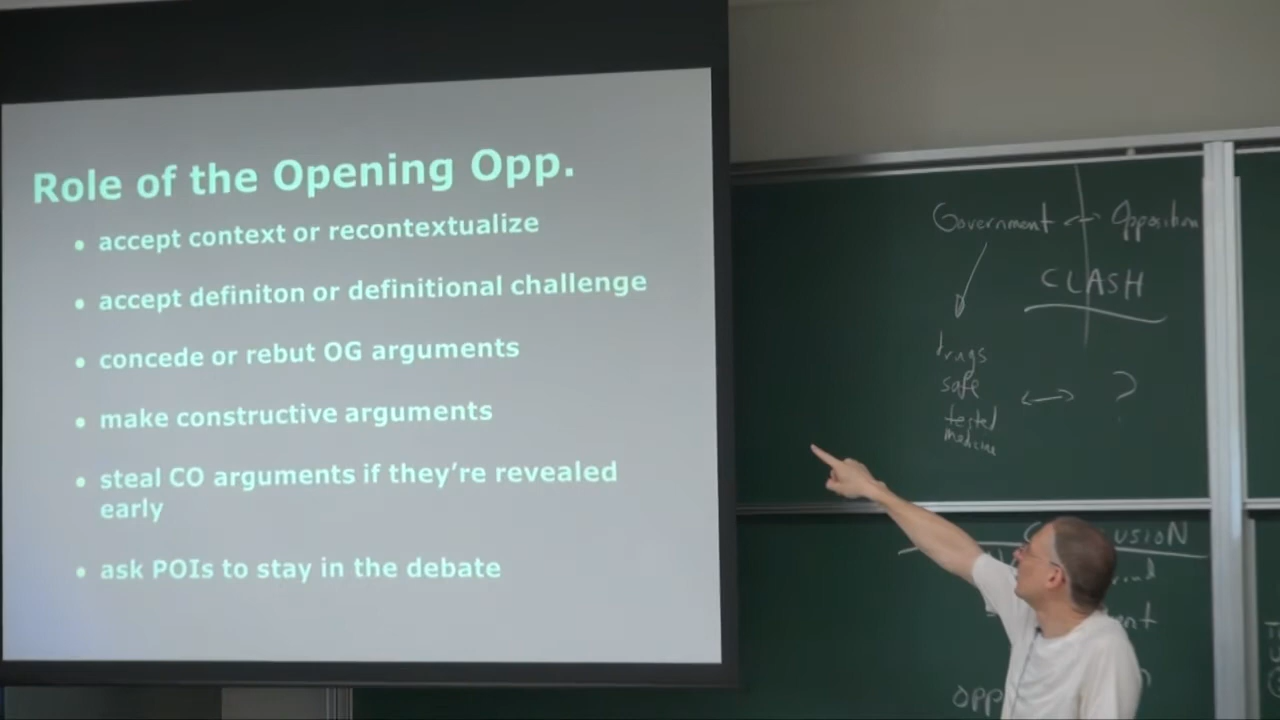 Role of the Opening Opp.
• accept context or recontextualize
• accept definiton or definitional challenge
• concede or rebut OG arguments
• make constructive arguments
• steal CO arguments if they're revealed
early
• ask POIs to stay in the debate
Government <-> Opposition
CLASH
drugs
safe <-> ?
tested
medicine
OPP